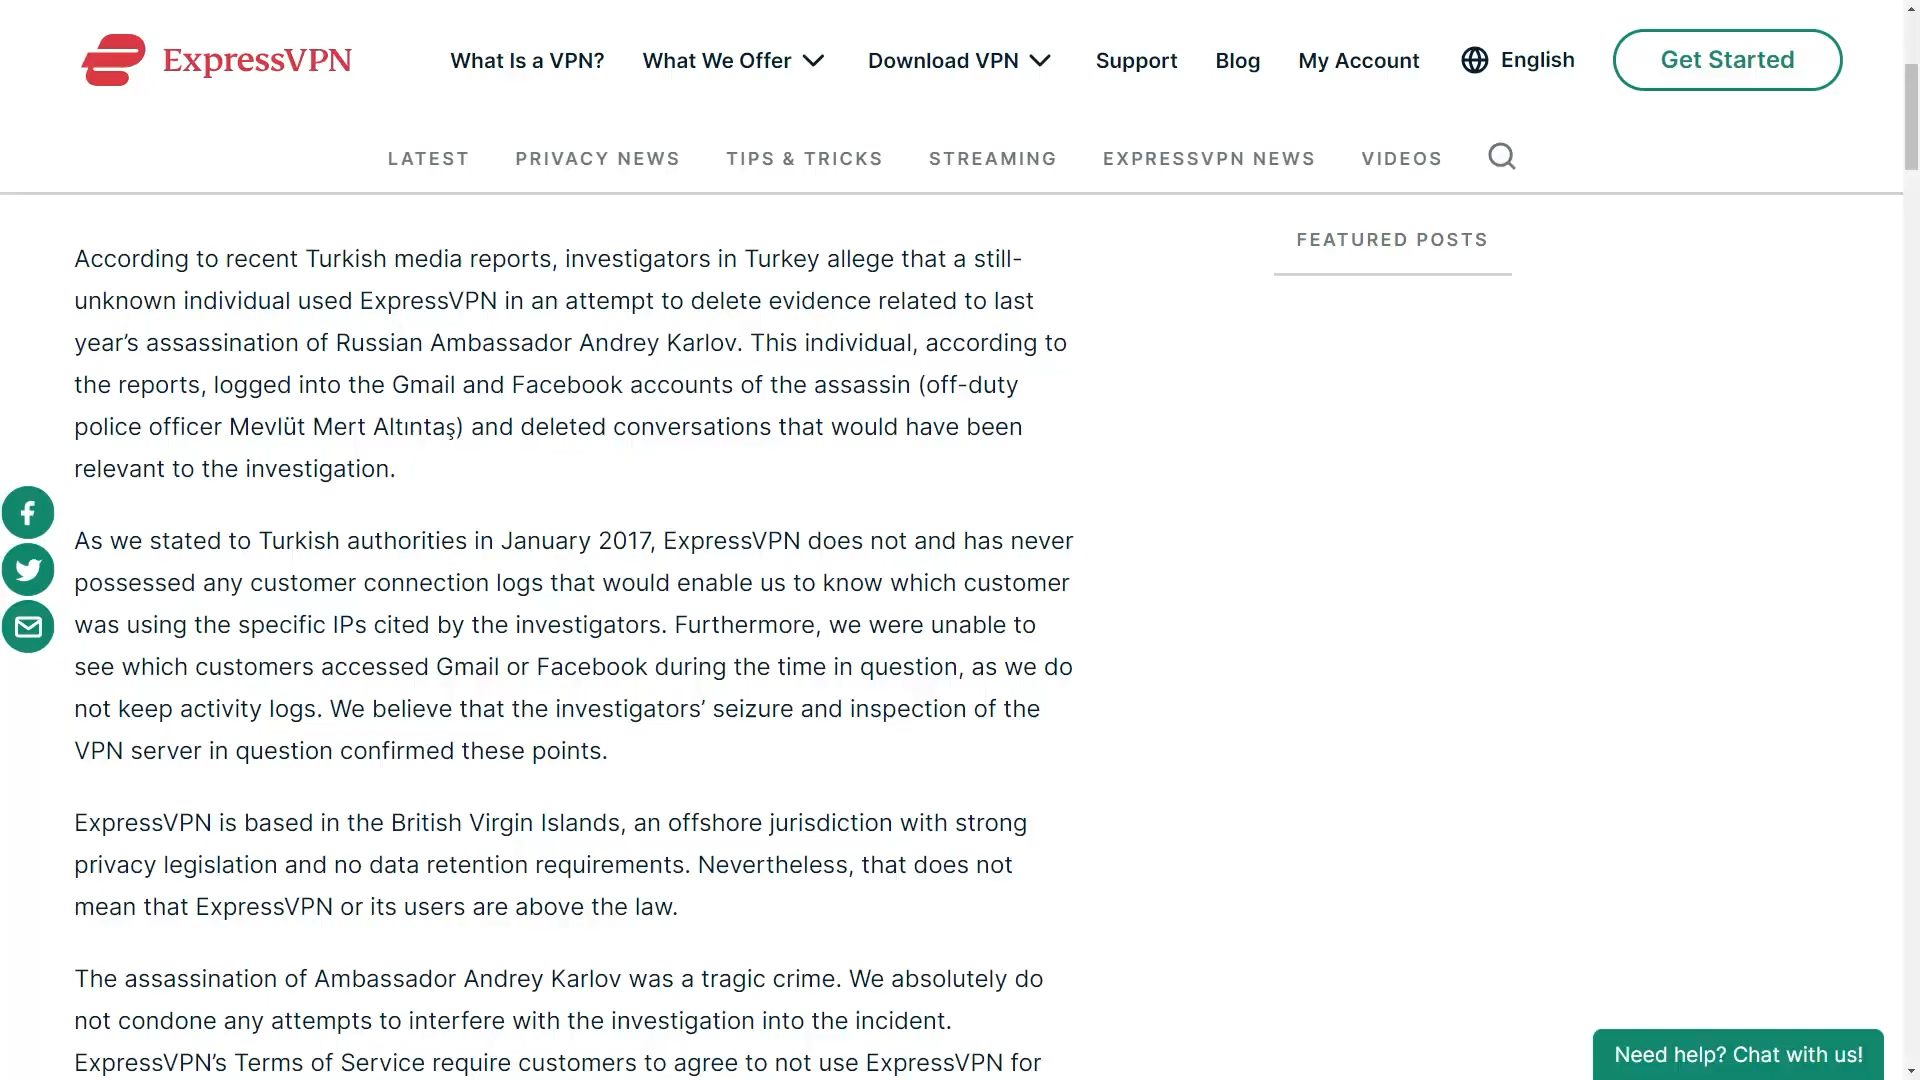 ExpressVPN
What Is a VPN?
What We Offer
Download VPN
Support
Blog
My Account
English
Get Started
LATEST
PRIVACY NEWS
TIPS & TRICKS
STREAMING
EXPRESSVPN NEWS
VIDEOS
According to recent Turkish media reports, investigators in Turkey allege that a still-
unknown individual used ExpressVPN in an attempt to delete evidence related to last
year’s assassination of Russian Ambassador Andrey Karlov. This individual, according to
the reports, logged into the Gmail and Facebook accounts of the assassin (off-duty
police officer Mevlüt Mert Altıntaş) and deleted conversations that would have been
relevant to the investigation.
As we stated to Turkish authorities in January 2017, ExpressVPN does not and has never
possessed any customer connection logs that would enable us to know which customer
was using the specific IPs cited by the investigators. Furthermore, we were unable to
see which customers accessed Gmail or Facebook during the time in question, as we do
not keep activity logs. We believe that the investigators’ seizure and inspection of the
VPN server in question confirmed these points.
ExpressVPN is based in the British Virgin Islands, an offshore jurisdiction with strong
privacy legislation and no data retention requirements. Nevertheless, that does not
mean that ExpressVPN or its users are above the law.
The assassination of Ambassador Andrey Karlov was a tragic crime. We absolutely do
not condone any attempts to interfere with the investigation into the incident.
ExpressVPN’s Terms of Service require customers to agree to not use ExpressVPN for
FEATURED POSTS
Need help? Chat with us!